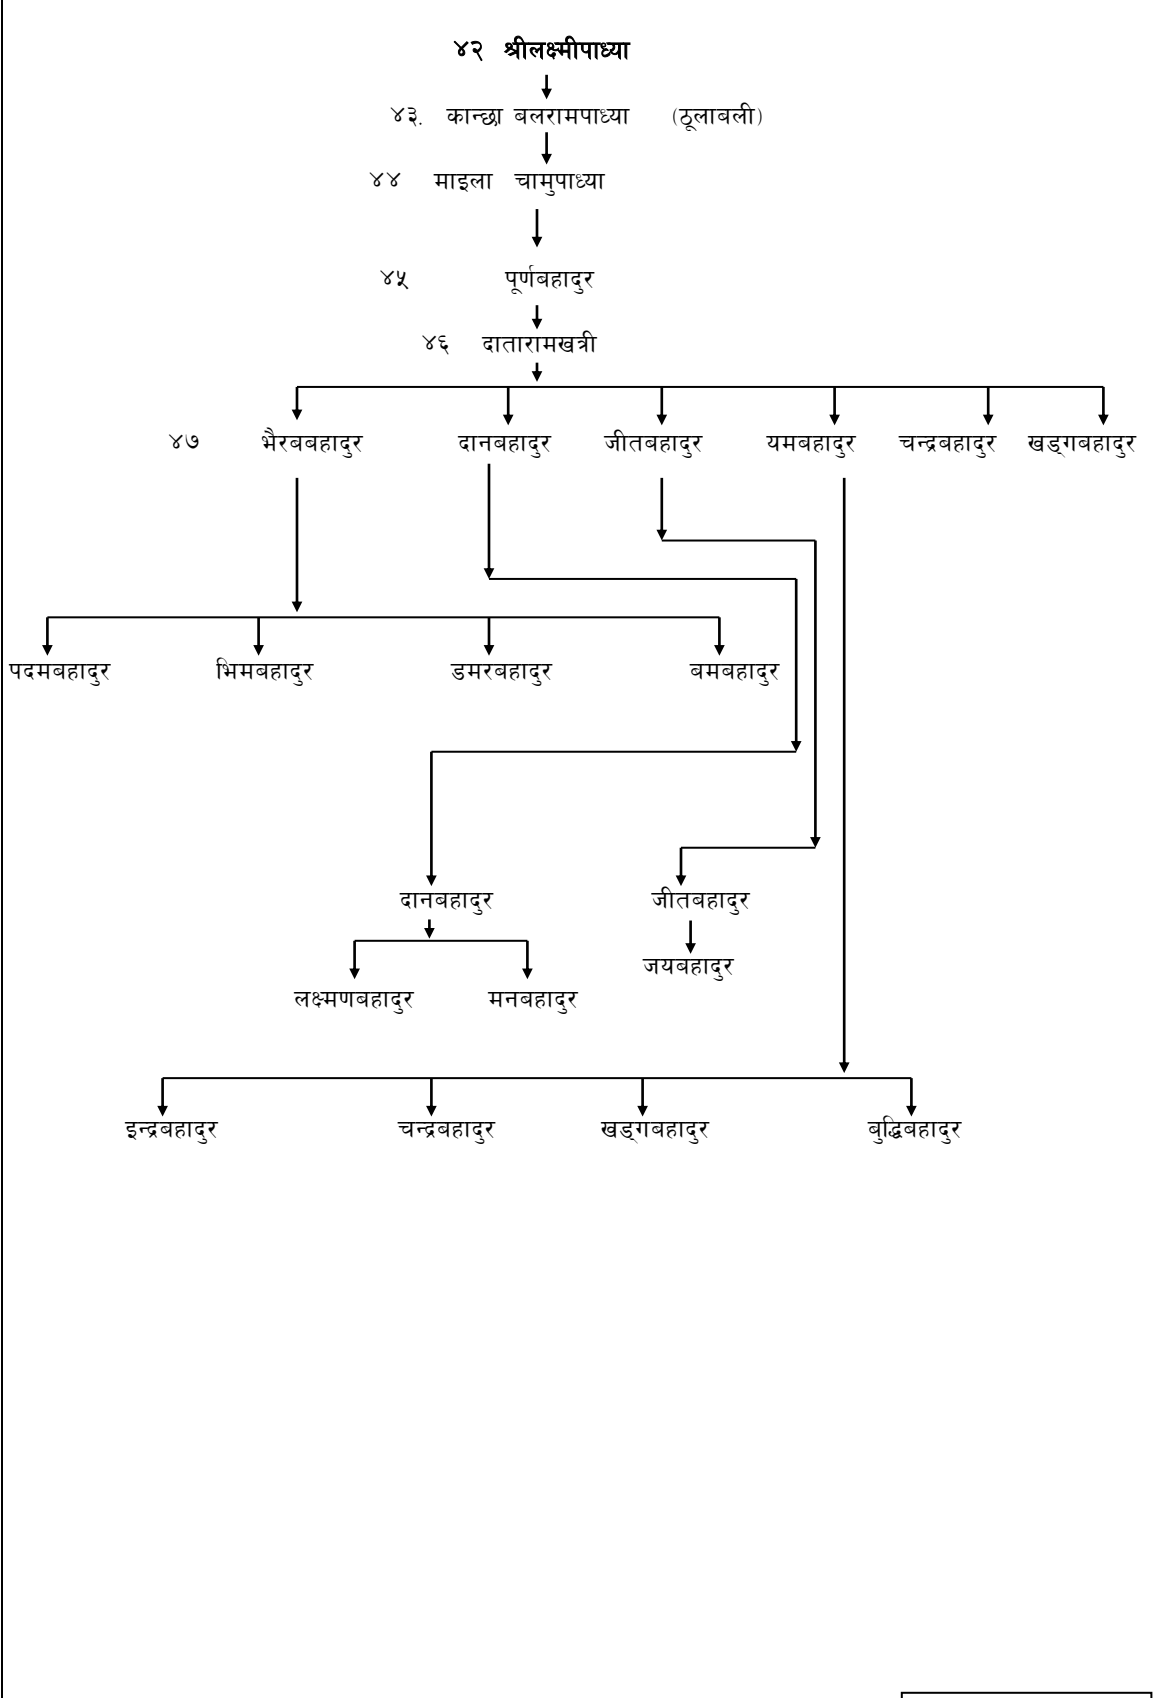 ४२ श्रीलक्ष्मीपाध्या
४३. कान्छा बलरामपाध्या (ठूलाबली)
४४ माइला चामुपाध्या
४५ पूर्णबहादुर
४६ दातारामखत्री
४७ भैरबबहादुर दानबहादुर जीतबहादुर यमबहादुर चन्द्रबहादुर खड्गबहादुर
पदमबहादुर भिमबहादुर डमरबहादुर बमबहादुर
दानबहादुर जीतबहादुर
जयबहादुर
लक्ष्मणबहादुर मनबहादुर
इन्द्रबहादुर चन्द्रबहादुर खड्गबहादुर बुद्धिबहादुर